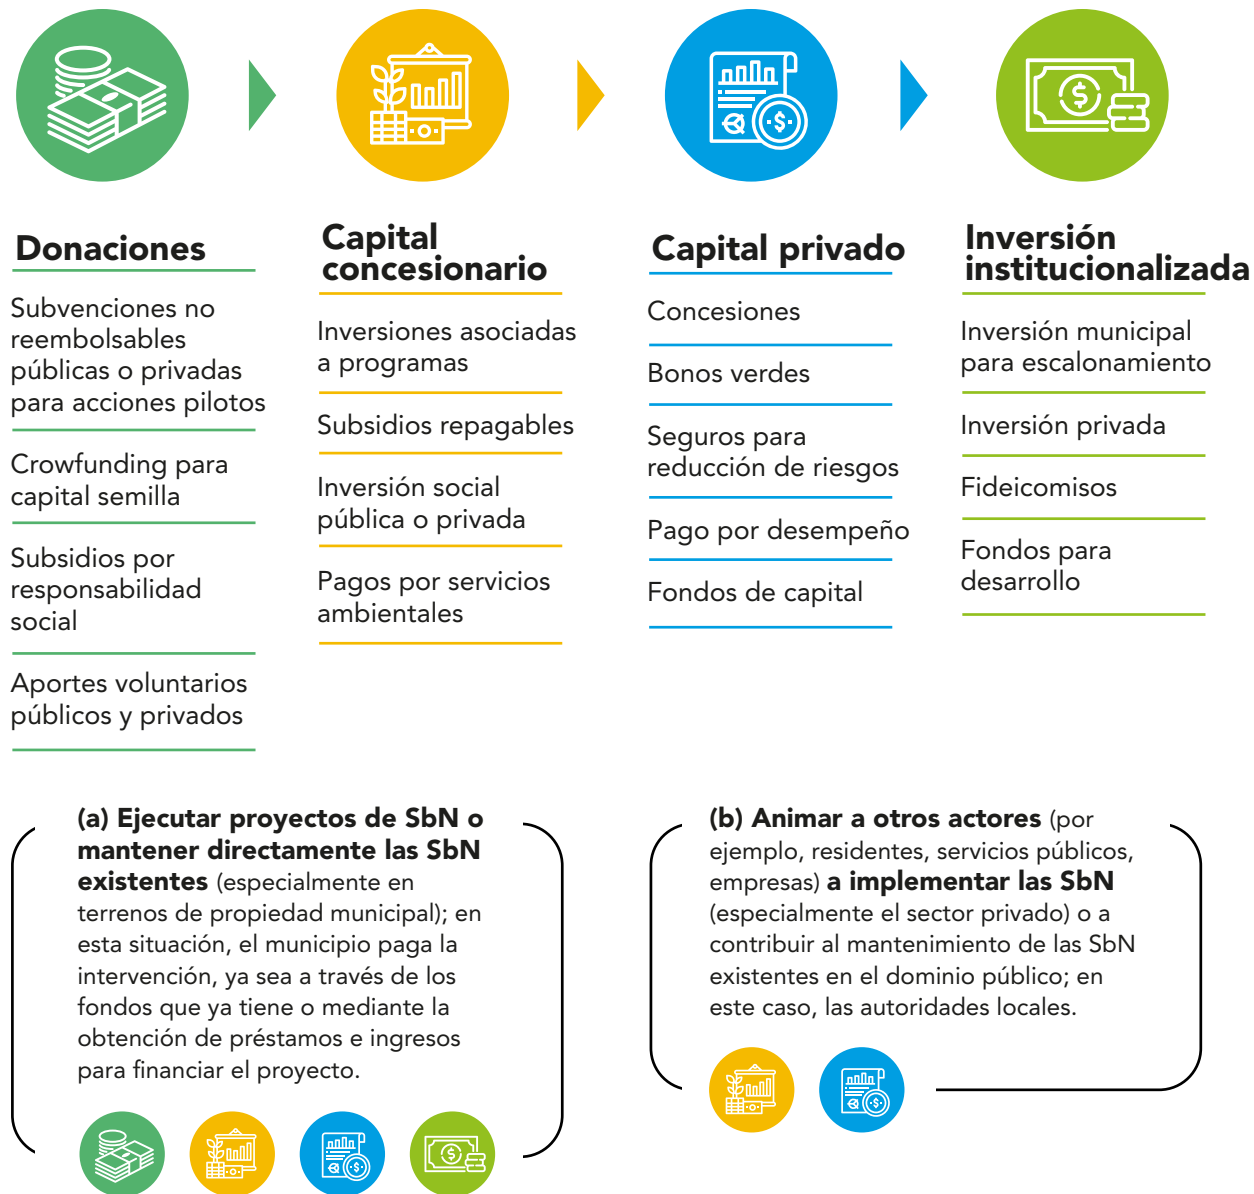 Donaciones
Subvenciones no
reembolsables
públicas o privadas
para acciones pilotos
Crowfunding para
capital semilla
Subsidios por
responsabilidad
social
Aportes voluntarios
públicos y privados
Capital
concesionario
Inversiones asociadas
a programas
Subsidios repagables
Inversión social
pública o privada
Pagos por servicios
ambientales
Capital privado
Concesiones
Bonos verdes
Seguros para
reducción de riesgos
Pago por desempeño
Fondos de capital
Inversión
institucionalizada
Inversión municipal
para escalonamiento
Inversión privada
Fideicomisos
Fondos para
desarrollo
(a) Ejecutar proyectos de SbN o
mantener directamente las SbN
existentes (especialmente en
terrenos de propiedad municipal); en
esta situación, el municipio paga la
intervención, ya sea a través de los
fondos que ya tiene o mediante la
obtención de préstamos e ingresos
para financiar el proyecto.
(b) Animar a otros actores (por
ejemplo, residentes, servicios públicos,
empresas) a implementar las SbN
(especialmente el sector privado) o a
contribuir al mantenimiento de las SbN
existentes en el dominio público; en
este caso, las autoridades locales.